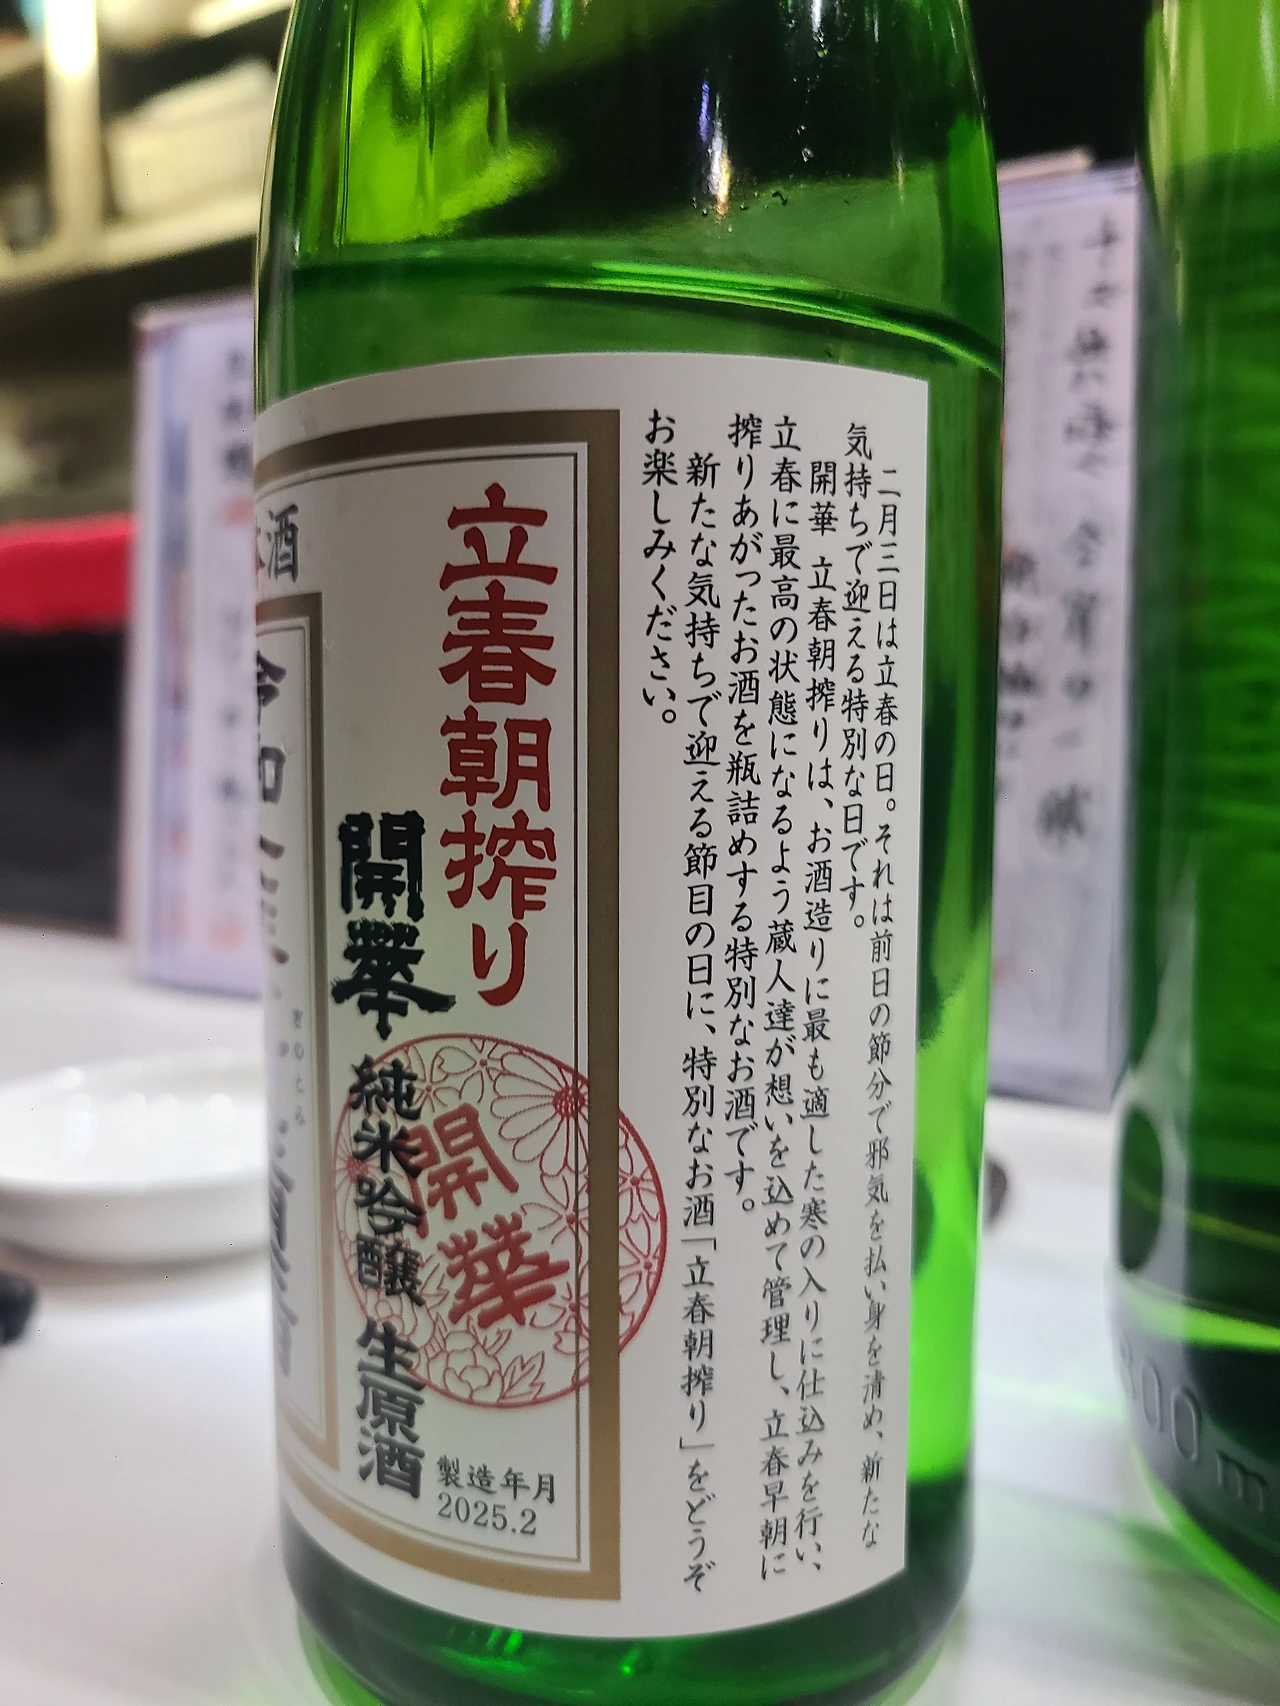 二月三日は立春の日。それは前日の節分で邪気を払い身を清め、新たな
気持ちで迎える特別な日です。
開華 立春朝搾りは、お酒造りに最も適した寒の入りに仕込みを行い、
立春に最高の状態になるよう蔵人達が想いを込めて管理し、立春早朝に
搾りあがったお酒を瓶詰めする特別なお酒です。
新たな気持ちで迎える節目の日に、特別なお酒「立春朝搾り」をどうぞ
お楽しみください。
立春朝搾り
開華 純米吟醸 生原酒
開華
製造年月
2025.2
酒